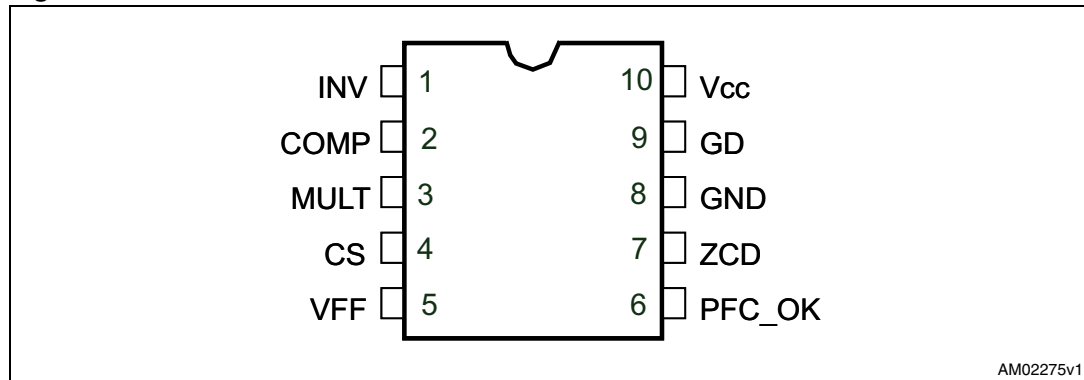 INV 1 10 Vcc
COMP 2 9 GD
MULT 3 8 GND
CS 4 7 ZCD
VFF 5 6 PFC_OK
AM02275v1